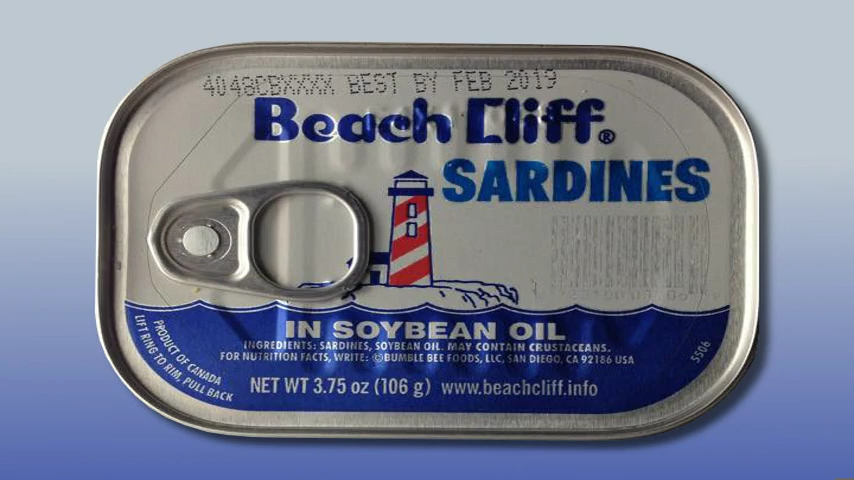 4048CBXXXX BEST BY FEB 2019
Beach Cliff®
SARDINES
IN SOYBEAN OIL
INGREDIENTS: SARDINES, SOYBEAN OIL. MAY CONTAIN CRUSTACEANS.
FOR NUTRITION FACTS, WRITE: ©BUMBLE BEE FOODS, LLC, SAN DIEGO, CA 92186 USA
NET WT 3.75 oz (106 g) www.beachcliff.info
PRODUCT OF CANADA
LIFT RING TO RIM, PULL BACK
5506